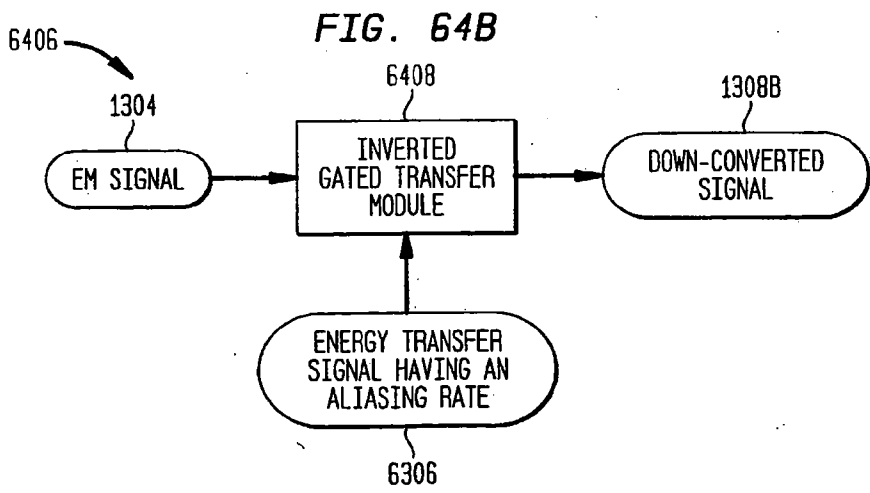 FIG. 64B
6406
1304
EM SIGNAL
6408
INVERTED
GATED TRANSFER
MODULE
1308B
DOWN-CONVERTED
SIGNAL
ENERGY TRANSFER
SIGNAL HAVING AN
ALIASING RATE
6306